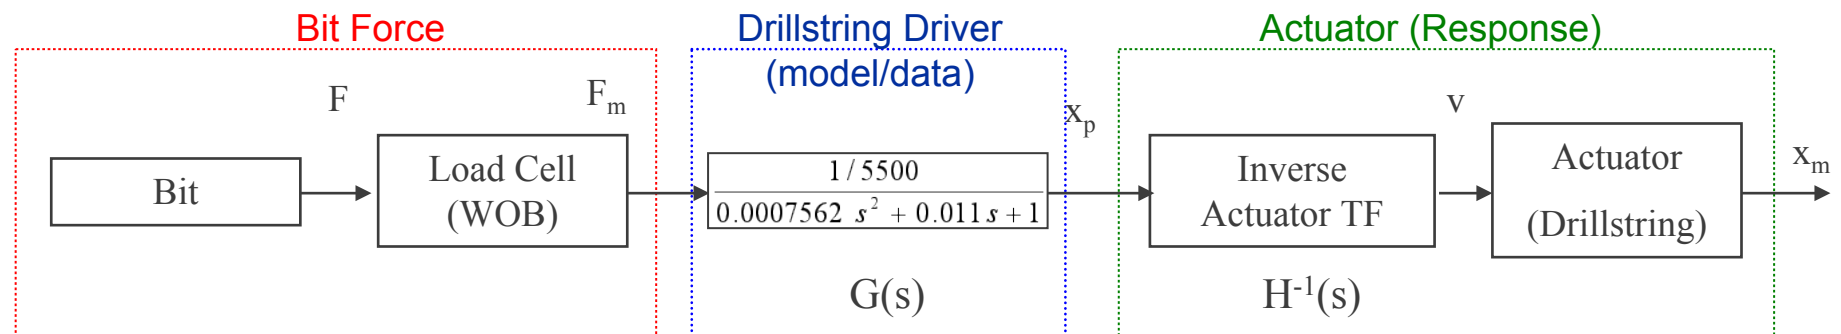 Bit Force
Drillstring Driver
(model/data)
Actuator (Response)
F
Fₘ
xₚ
v
xₘ
Bit
Load Cell
(WOB)
1 / 5500
0.0007562 s² + 0.011 s + 1
Inverse
Actuator TF
Actuator
(Drillstring)
G(s)
H⁻¹(s)